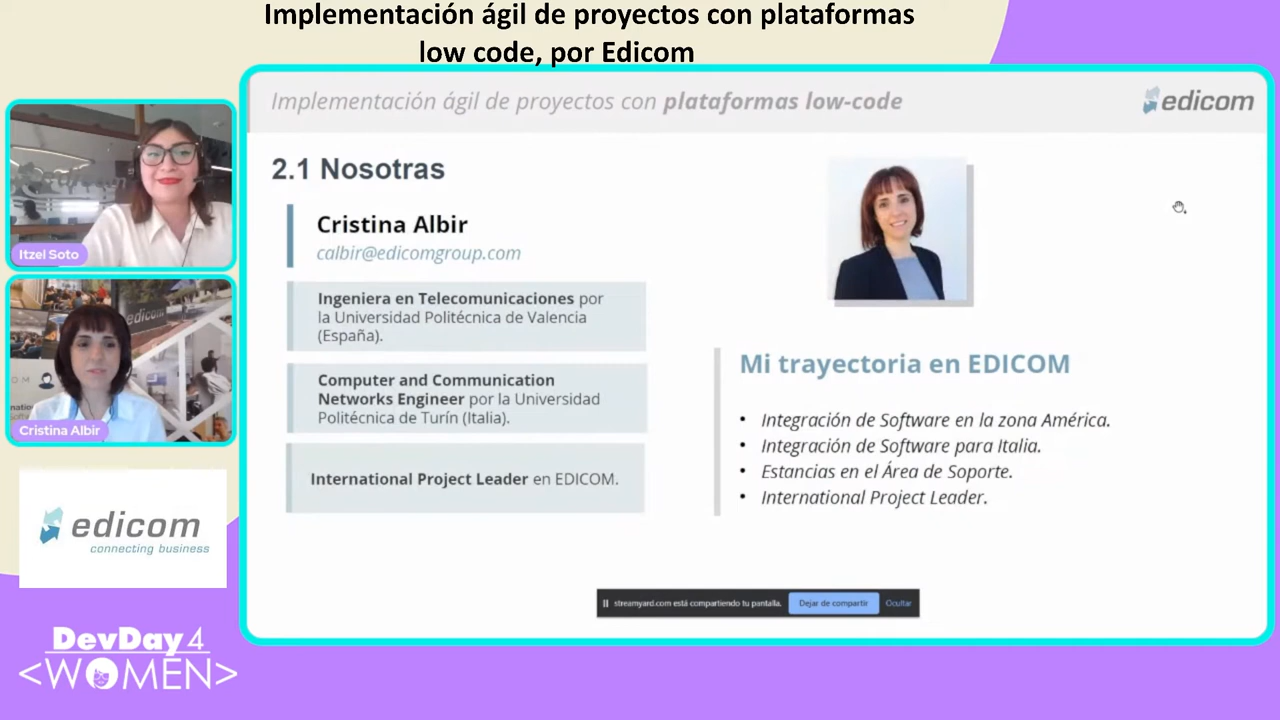 Implementación ágil de proyectos con plataformas
low code, por Edicom
Implementación ágil de proyectos con plataformas low-code
edicom
2.1 Nosotras
Cristina Albir
calbir@edicomgroup.com
Ingeniera en Telecomunicaciones por
la Universidad Politécnica de Valencia
(España).
Computer and Communication
Networks Engineer por la Universidad
Politécnica de Turín (Italia).
International Project Leader en EDICOM.
Mi trayectoria en EDICOM
• Integración de Software en la zona América.
• Integración de Software para Italia.
• Estancias en el Área de Soporte.
• International Project Leader.
streamyard.com está compartiendo tu pantalla.
Dejar de compartir
Ocultar
Itzel Soto
edicom
Cristina Albir
edicom
connecting business
DevDay4
<WOMEN>